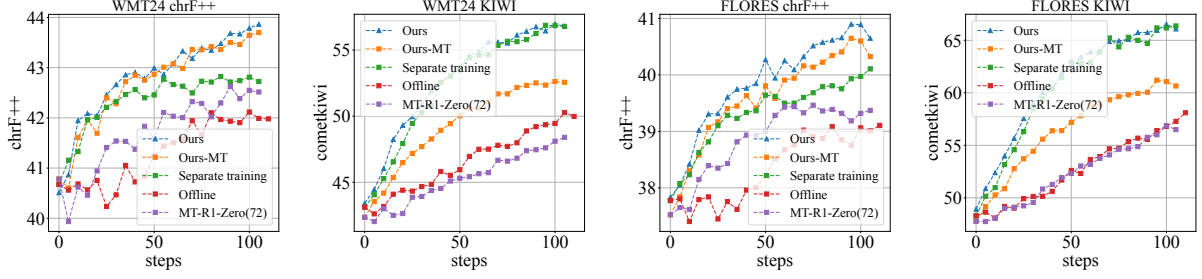 WMT24 chrF++
44
43
42
41
40
chrF++
0
50
100
steps
Ours
Ours-MT
Separate training
Offline
MT-R1-Zero(72)
WMT24 KIWI
55
50
45
cometkiwi
0
50
100
steps
Ours
Ours-MT
Separate training
Offline
MT-R1-Zero(72)
FLORES chrF++
41
40
39
38
chrF++
0
50
100
steps
Ours
Ours-MT
Separate training
Offline
MT-R1-Zero(72)
FLORES KIWI
65
60
55
50
cometkiwi
0
50
100
steps
Ours
Ours-MT
Separate training
Offline
MT-R1-Zero(72)